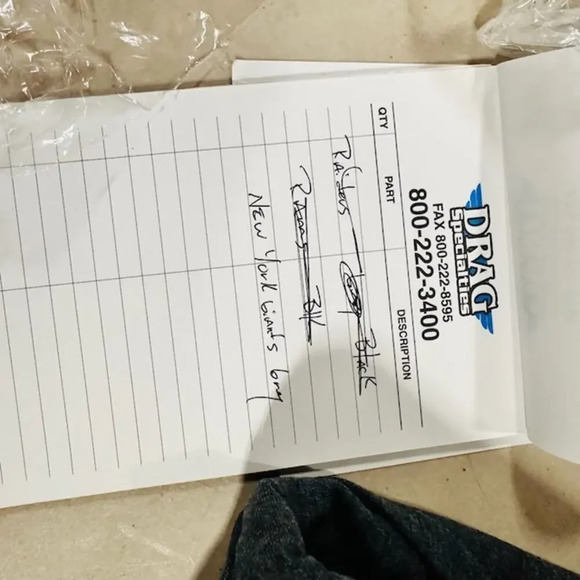 DRAG
Specialties
FAX 800-222-8595
800-222-3400
QTY PART DESCRIPTION
Raiders Black
NEW York Giants Gray